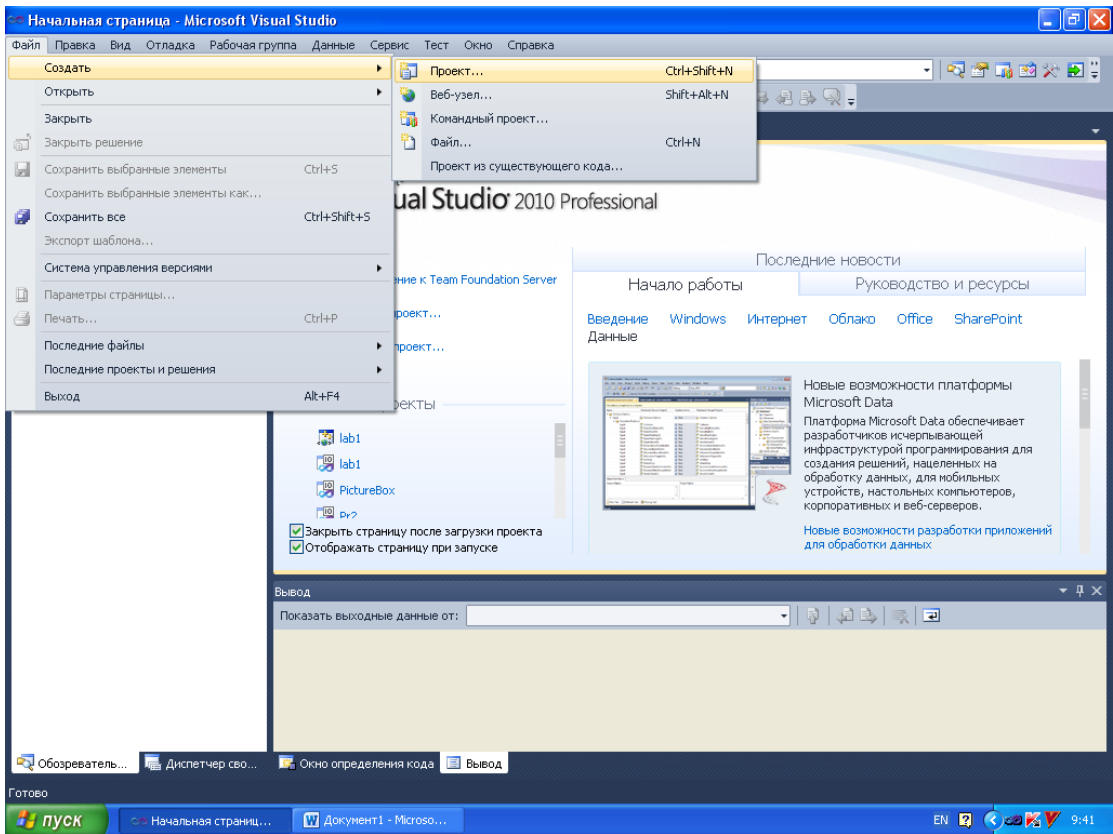 Начальная страница - Microsoft Visual Studio
Файл Правка Вид Отладка Рабочая группа Данные Сервис Тест Окно Справка
Создать
Открыть
Закрыть
Закрыть решение
Сохранить выбранные элементы Ctrl+S
Сохранить выбранные элементы как...
Сохранить все Ctrl+Shift+S
Экспорт шаблона...
Система управления версиями
Параметры страницы...
Печать... Ctrl+P
Последние файлы
Последние проекты и решения
Выход Alt+F4
Проект... Ctrl+Shift+N
Веб-узел... Shift+Alt+N
Командный проект...
Файл... Ctrl+N
Проект из существующего кода...
ual Studio 2010 Professional
ние к Team Foundation Server
роект...
проект...
оекты
lab1
lab1
PictureBox
Pr2
Закрыть страницу после загрузки проекта
Отображать страницу при запуске
Последние новости
Начало работы Руководство и ресурсы
Введение Windows Интернет Облако Office SharePoint
Данные
Новые возможности платформы
Microsoft Data
Платформа Microsoft Data обеспечивает
разработчиков исчерпывающей
инфраструктурой программирования для
создания решений, нацеленных на
обработку данных, для мобильных
устройств, настольных компьютеров,
корпоративных и веб-серверов.
Новые возможности разработки приложений
для обработки данных
Вывод
Показать выходные данные от:
Обозреватель... Диспетчер сво... Окно определения кода Вывод
Готово
пуск Начальная страниц... Документ1 - Microso... EN 9:41